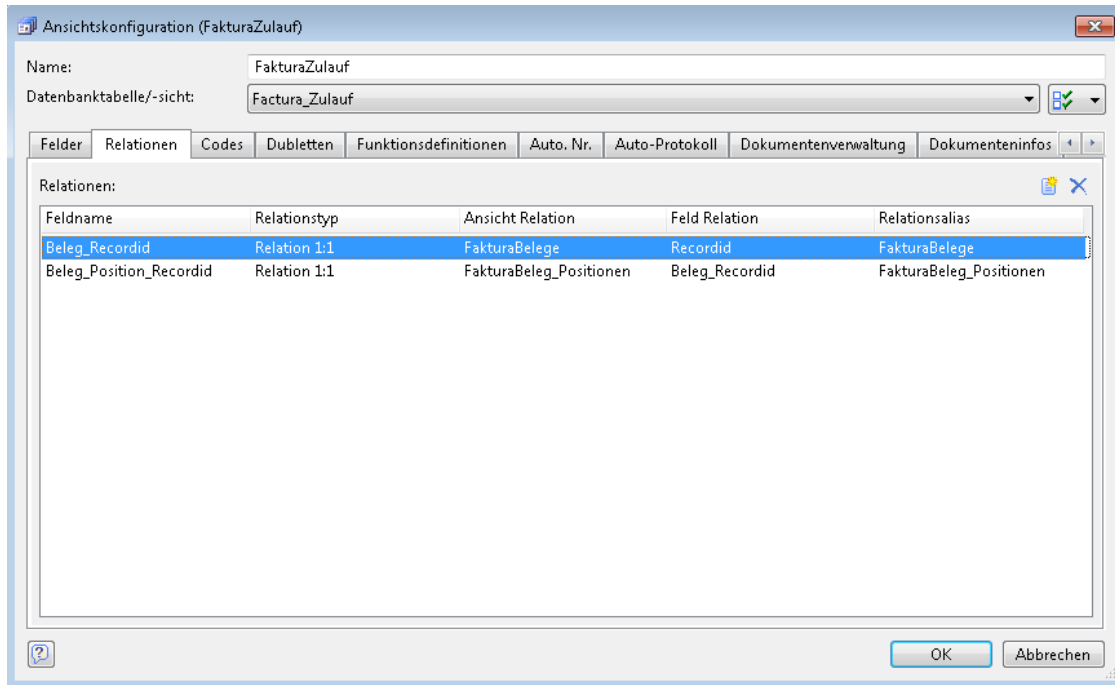 Ansichtskonfiguration (FakturaZulauf)
Name: FakturaZulauf
Datenbanktabelle/-sicht: Factura_Zulauf
Felder Relationen Codes Dubletten Funktionsdefinitionen Auto. Nr. Auto-Protokoll Dokumentenverwaltung Dokumenteninfos
Relationen:
Feldname Relationstyp Ansicht Relation Feld Relation Relationsalias
Beleg_Recordid Relation 1:1 FakturaBelege Recordid FakturaBelege
Beleg_Position_Recordid Relation 1:1 FakturaBeleg_Positionen Beleg_Recordid FakturaBeleg_Positionen
OK Abbrechen